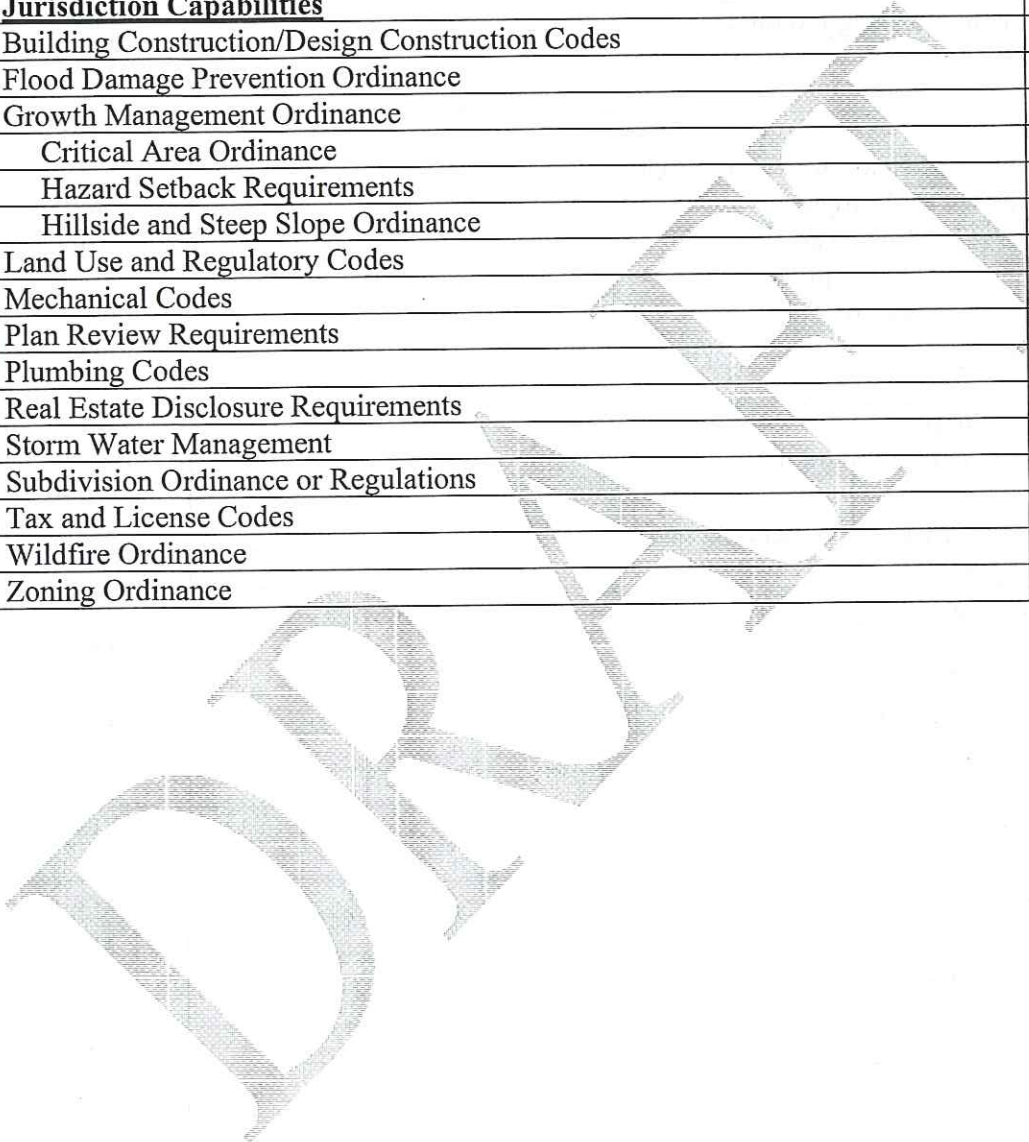 Jurisdiction Capabilities
Building Construction/Design Construction Codes
Flood Damage Prevention Ordinance
Growth Management Ordinance
Critical Area Ordinance
Hazard Setback Requirements
Hillside and Steep Slope Ordinance
Land Use and Regulatory Codes
Mechanical Codes
Plan Review Requirements
Plumbing Codes
Real Estate Disclosure Requirements
Storm Water Management
Subdivision Ordinance or Regulations
Tax and License Codes
Wildfire Ordinance
Zoning Ordinance
DRAFT